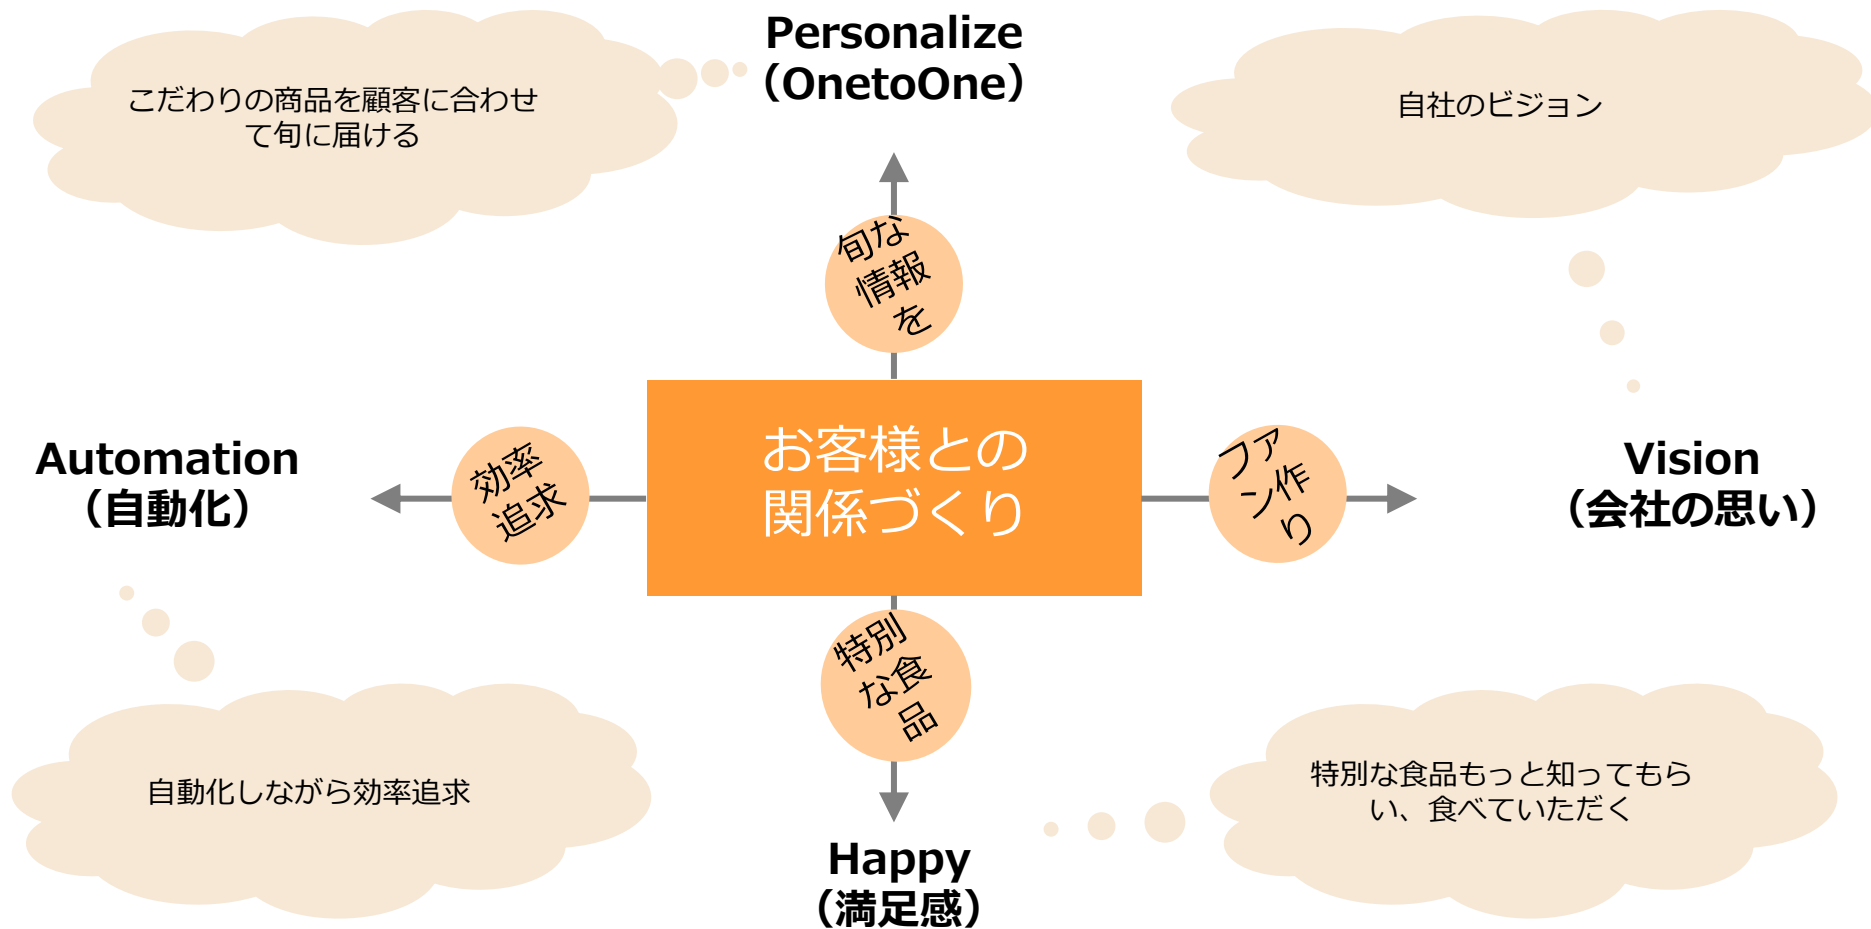 Personalize
（OnetoOne）
こだわりの商品を顧客に合わせ
て旬に届ける
自社のビジョン
旬な
情報
を
Automation
（自動化）
効率
追求
お客様との
関係づくり
ファ
ン作
り
Vision
（会社の思い）
特別
な食
品
自動化しながら効率追求
特別な食品もっと知ってもら
い、食べていただく
Happy
（満足感）